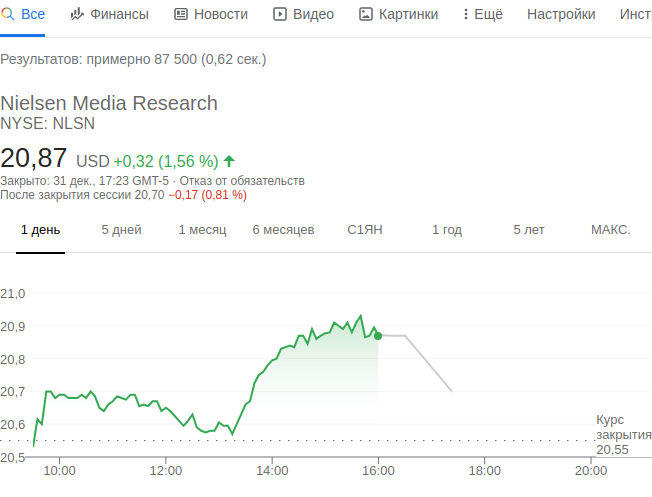 Все Финансы Новости Видео Картинки Ещё Настройки Инст
Результатов: примерно 87 500 (0,62 сек.)
Nielsen Media Research
NYSE: NLSN
20,87 USD +0,32 (1,56 %)
Закрыто: 31 дек., 17:23 GMT-5 · Отказ от обязательств
После закрытия сессии 20,70 −0,17 (0,81 %)
1 день 5 дней 1 месяц 6 месяцев С1ЯН 1 год 5 лет МАКС.
21,0
20,9
20,8
20,7
20,6
20,5
Курс
закрытия
20,55
10:00 12:00 14:00 16:00 18:00 20:00